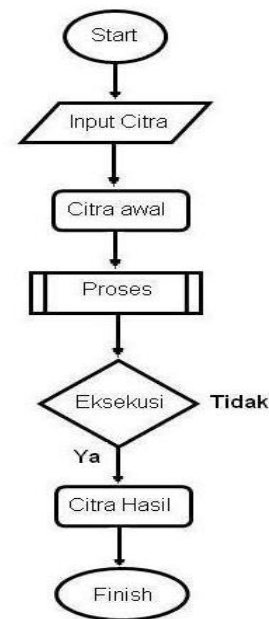 Start
Input Citra
Citra awal
Proses
Eksekusi
Tidak
Ya
Citra Hasil
Finish